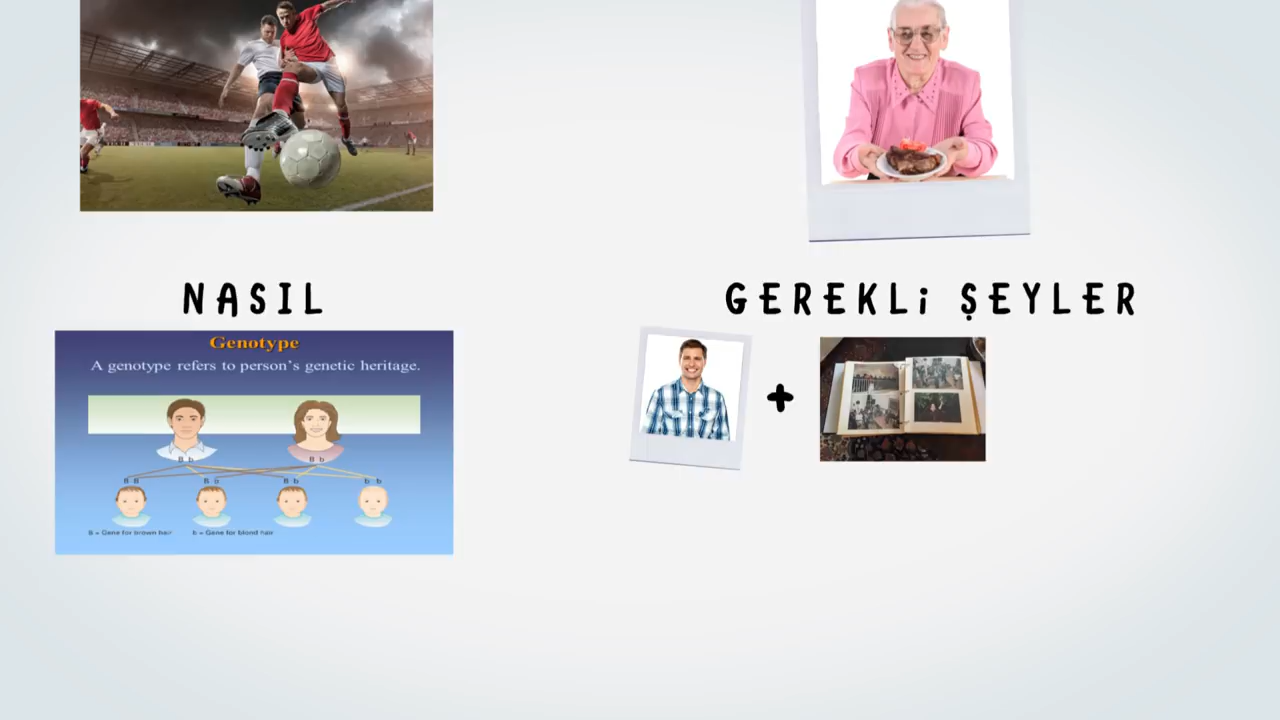 NASIL
GEREKLİ ŞEYLER
Genotype
A genotype refers to person's genetic heritage.
B b
B b
B B
B b
B b
b b
B = Gene for brown hair
b = Gene for blond hair